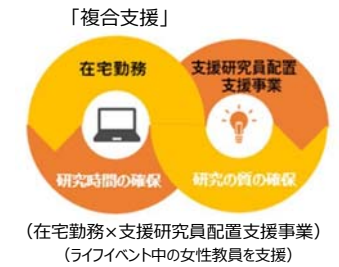 「複合支援」
在宅勤務
支援研究員配置
支援事業
研究時間の確保
研究の質の確保
（在宅勤務×支援研究員配置支援事業）
（ライフイベント中の女性教員を支援）